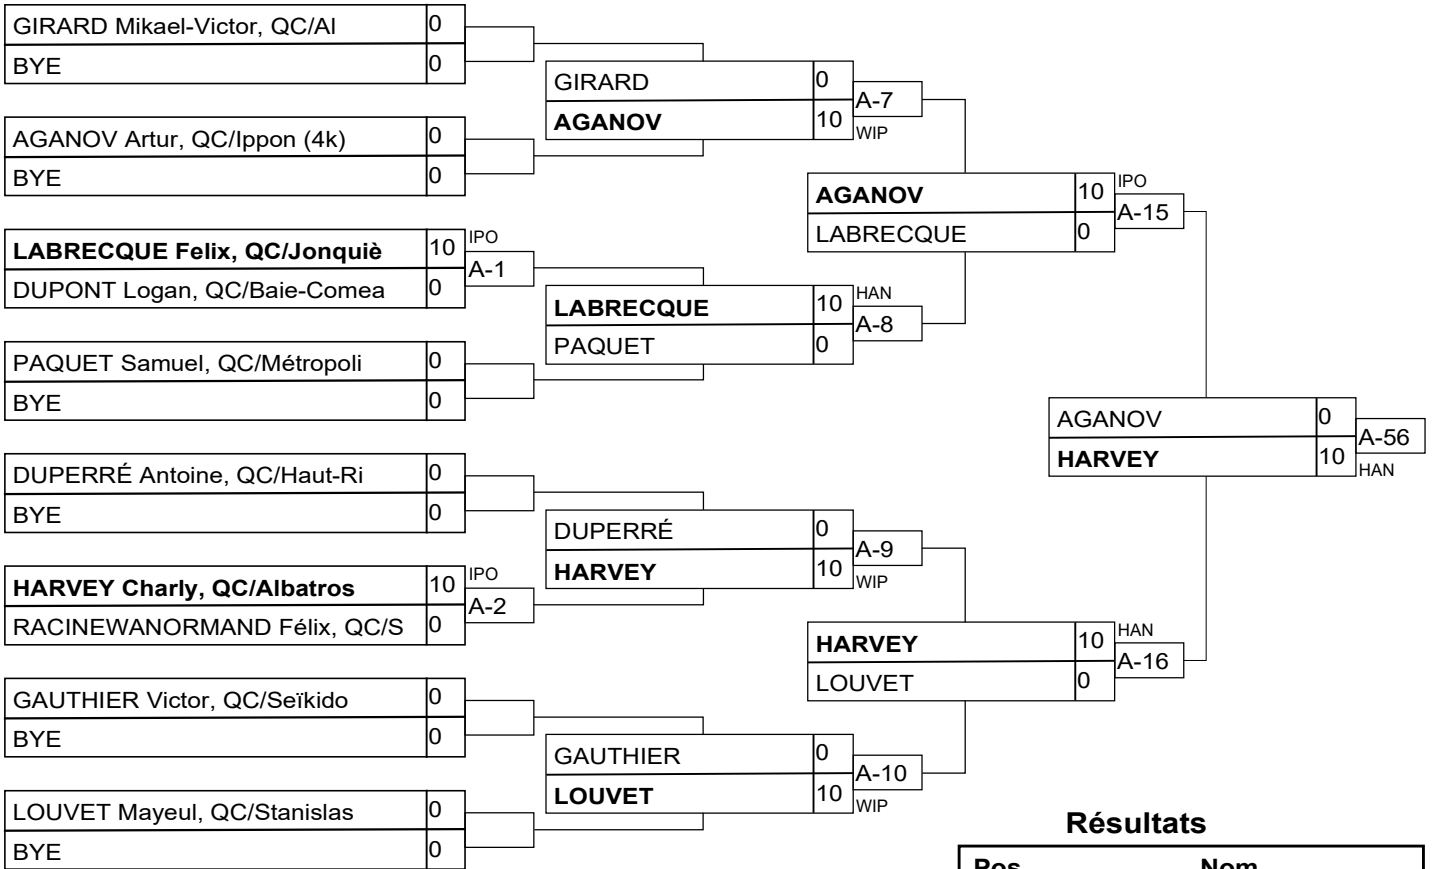 GIRARD Mikael-Victor, QC/Al 0
BYE 0
AGANOV Artur, QC/Ippon (4k) 0
BYE 0
LABRECQUE Felix, QC/Jonquiè 10 IPO
A-1
DUPONT Logan, QC/Baie-Comea 0
PAQUET Samuel, QC/Métropoli 0
BYE 0
DUPERRÉ Antoine, QC/Haut-Ri 0
BYE 0
HARVEY Charly, QC/Albatros 10 IPO
A-2
RACINEWANORMAND Félix, QC/S 0
GAUTHIER Victor, QC/Seïkido 0
BYE 0
LOUVET Mayeul, QC/Stanislas 0
BYE 0
GIRARD 0
A-7
AGANOV 10 WIP
LABRECQUE 10 HAN
A-8
PAQUET 0
DUPERRÉ 0
A-9
HARVEY 10 WIP
GAUTHIER 0
A-10
LOUVET 10 WIP
AGANOV 10 IPO
A-15
LABRECQUE 0
HARVEY 10 HAN
A-16
LOUVET 0
AGANOV 0
A-56
HARVEY 10 HAN
Résultats
Pos Nom